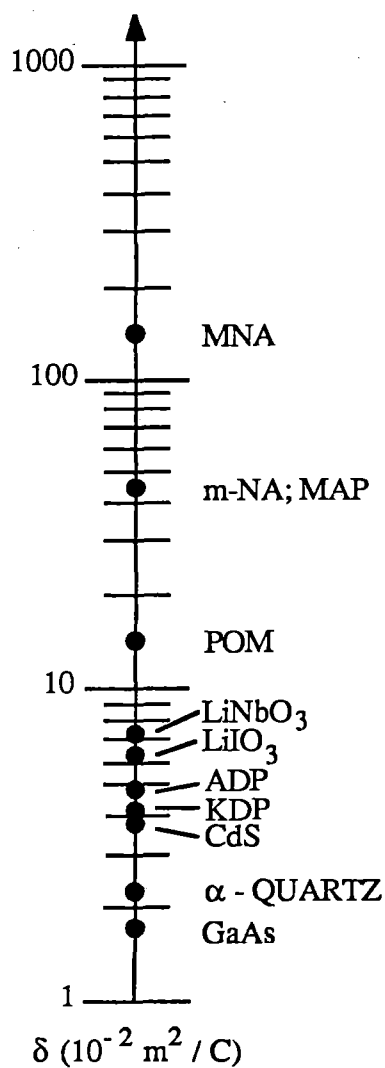 1000
MNA
100
m-NA; MAP
POM
10
LiNbO₃
LiIO₃
ADP
KDP
CdS
α - QUARTZ
GaAs
1
δ (10⁻² m² / C)